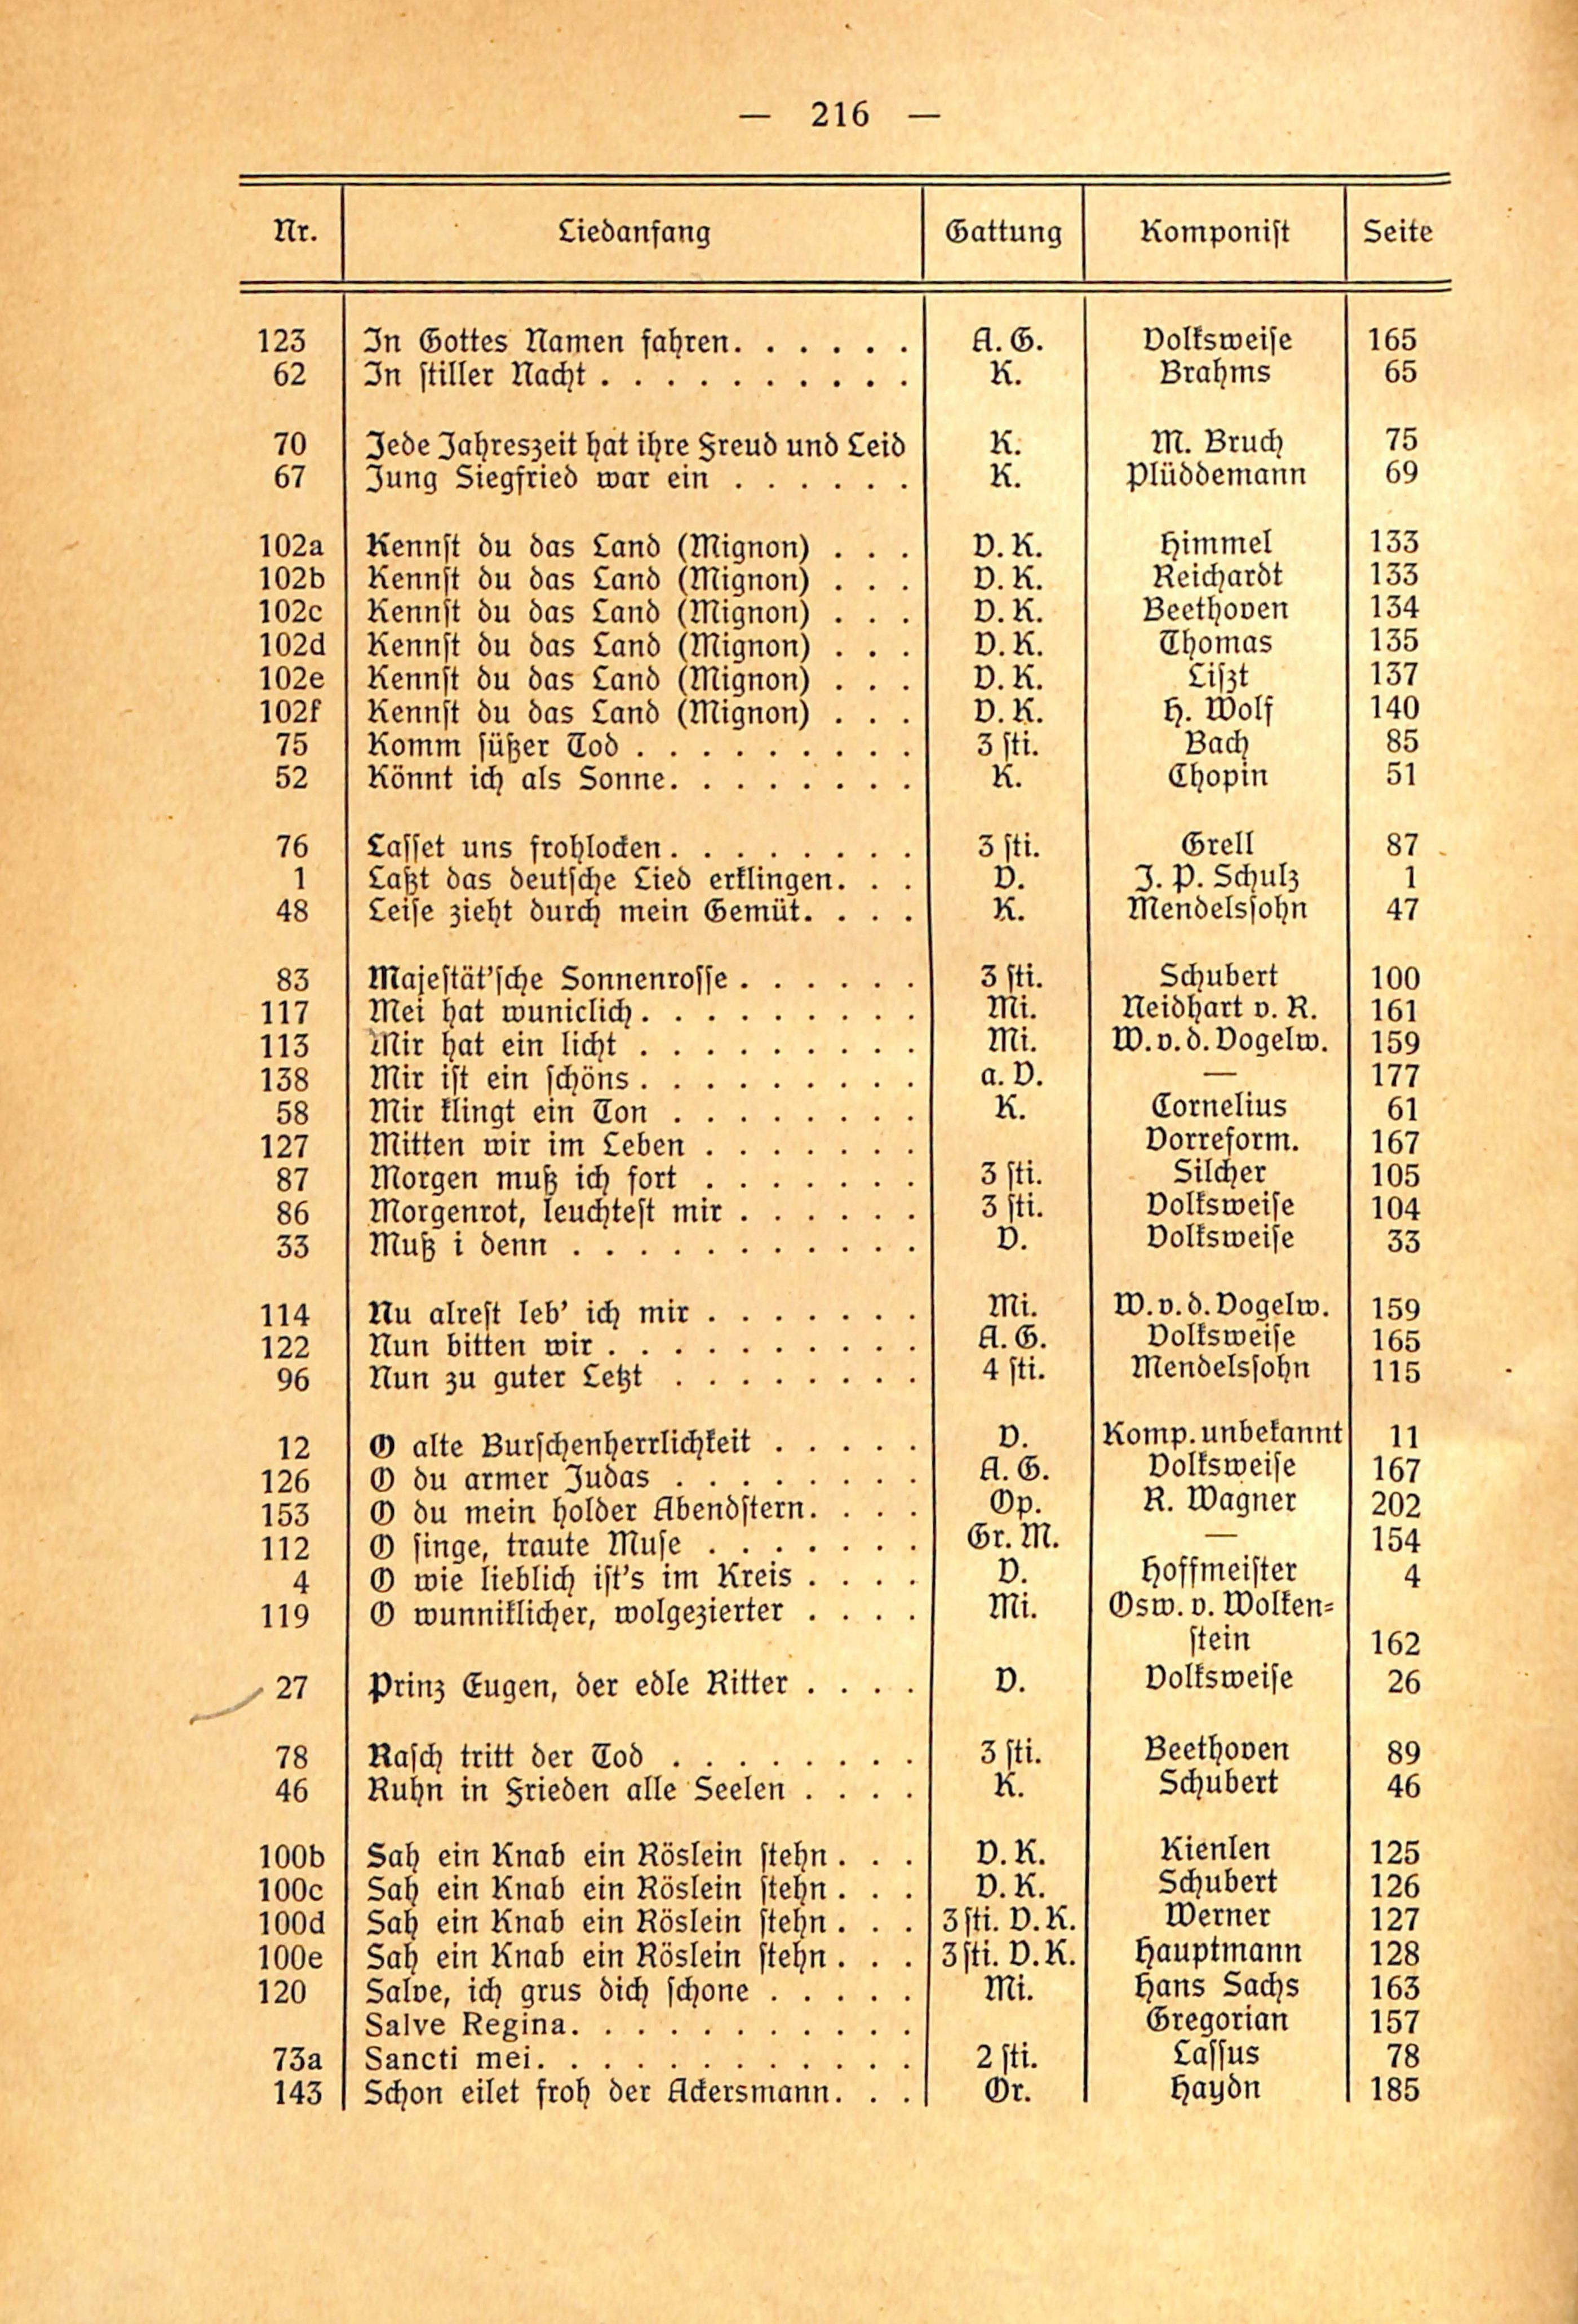 — 216 —
Nr. Liedanfang Gattung Komponist Seite
123 In Gottes Namen fahren. . . . . . A. G. Volksweise 165
62 In stiller Nacht . . . . . . . . . . K. Brahms 65
70 Jede Jahreszeit hat ihre Freud und Leid K. M. Bruch 75
67 Jung Siegfried war ein . . . . . . K. Plüddemann 69
102a Kennst du das Land (Mignon) . . . V. K. Himmel 133
102b Kennst du das Land (Mignon) . . . V. K. Reichardt 133
102c Kennst du das Land (Mignon) . . . V. K. Beethoven 134
102d Kennst du das Land (Mignon) . . . V. K. Thomas 135
102e Kennst du das Land (Mignon) . . . V. K. Liszt 137
102f Kennst du das Land (Mignon) . . . V. K. H. Wolf 140
75 Komm süßer Tod . . . . . . . . . 3 sti. Bach 85
52 Könnt ich als Sonne. . . . . . . . K. Chopin 51
76 Lasset uns frohlocken. . . . . . . . 3 sti. Grell 87
1 Laßt das deutsche Lied erklingen. . . V. J. P. Schulz 1
48 Leise zieht durch mein Gemüt. . . . K. Mendelssohn 47
83 Majestät'sche Sonnenrosse . . . . . . 3 sti. Schubert 100
117 Mei hat wuniclich. . . . . . . . . Mi. Neidhart v. R. 161
113 Mir hat ein licht . . . . . . . . . Mi. W. v. d. Vogelw. 159
138 Mir ist ein schöns . . . . . . . . . a. V. — 177
58 Mir klingt ein Ton . . . . . . . . K. Cornelius 61
127 Mitten wir im Leben . . . . . . . Vorreform. 167
87 Morgen muß ich fort . . . . . . . 3 sti. Silcher 105
86 Morgenrot, leuchtest mir . . . . . . 3 sti. Volksweise 104
33 Muß i denn . . . . . . . . . . . V. Volksweise 33
114 Nu alrest leb' ich mir . . . . . . . Mi. W. v. d. Vogelw. 159
122 Nun bitten wir . . . . . . . . . . A. G. Volksweise 165
96 Nun zu guter Letzt . . . . . . . . 4 sti. Mendelssohn 115
12 O alte Burschenherrlichkeit . . . . . V. Komp. unbekannt 11
126 O du armer Judas . . . . . . . . A. G. Volksweise 167
153 O du mein holder Abendstern. . . . Op. R. Wagner 202
112 O singe, traute Muse . . . . . . . Gr. M. — 154
4 O wie lieblich ist's im Kreis . . . . V. Hoffmeister 4
119 O wunniklicher, wolgezierter . . . . Mi. Osw. v. Wolken-
stein 162
27 Prinz Eugen, der edle Ritter . . . . V. Volksweise 26
78 Rasch tritt der Tod . . . . . . . . 3 sti. Beethoven 89
46 Ruhn in Frieden alle Seelen . . . . K. Schubert 46
100b Sah ein Knab ein Röslein stehn . . . V. K. Kienlen 125
100c Sah ein Knab ein Röslein stehn . . . V. K. Schubert 126
100d Sah ein Knab ein Röslein stehn . . . 3 sti. V. K. Werner 127
100e Sah ein Knab ein Röslein stehn . . . 3 sti. V. K. Hauptmann 128
120 Salve, ich grus dich schone . . . . . Mi. Hans Sachs 163
Salve Regina. . . . . . . . . . . Gregorian 157
73a Sancti mei. . . . . . . . . . . . 2 sti. Lassus 78
143 Schon eilet froh der Ackersmann. . . Or. Haydn 185